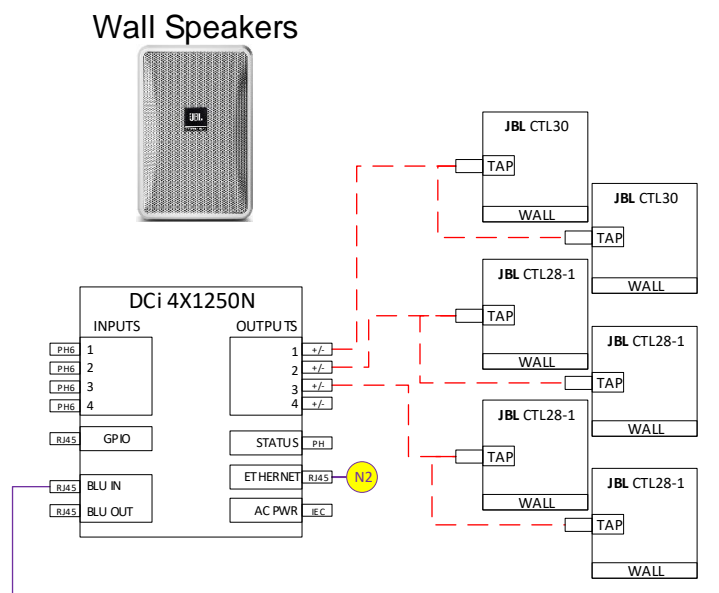 Wall Speakers
JBL
JBL CTL30
TAP
WALL
JBL CTL30
TAP
WALL
JBL CTL28-1
TAP
WALL
JBL CTL28-1
TAP
WALL
JBL CTL28-1
TAP
WALL
JBL CTL28-1
TAP
WALL
DCi 4X1250N
INPUTS OUTPUTS
PH6 1 1 +/-
PH6 2 2 +/-
PH6 3 3 +/-
PH6 4 4 +/-
RJ45 GPIO STATUS PH
ETHERNET RJ45 N2
RJ45 BLU IN
RJ45 BLU OUT AC PWR IEC